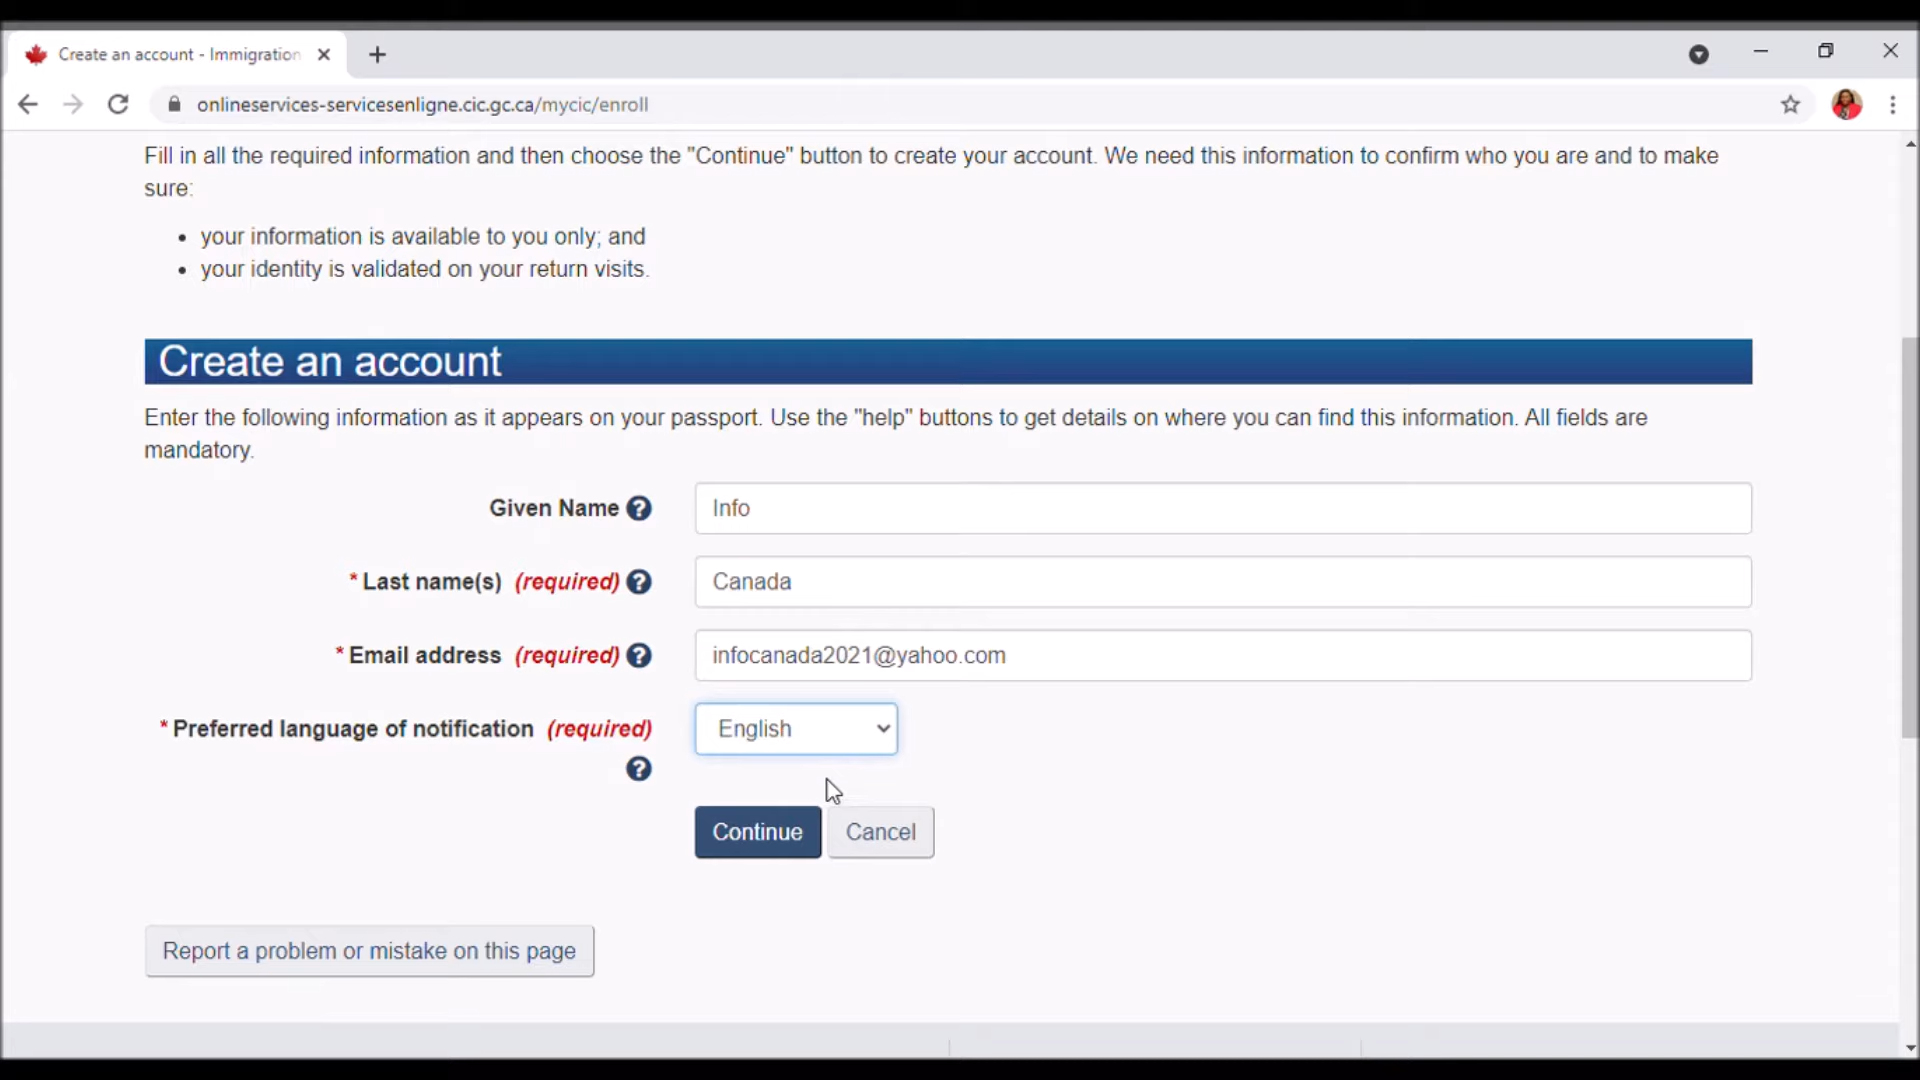 Create an account - Immigration
onlineservices-servicesenligne.cic.gc.ca/mycic/enroll
Fill in all the required information and then choose the "Continue" button to create your account. We need this information to confirm who you are and to make
sure:
• your information is available to you only; and
• your identity is validated on your return visits.
Create an account
Enter the following information as it appears on your passport. Use the "help" buttons to get details on where you can find this information. All fields are
mandatory.
Given Name ? Info
* Last name(s) (required) ? Canada
* Email address (required) ? infocanada2021@yahoo.com
* Preferred language of notification (required) English
?
Continue Cancel
Report a problem or mistake on this page